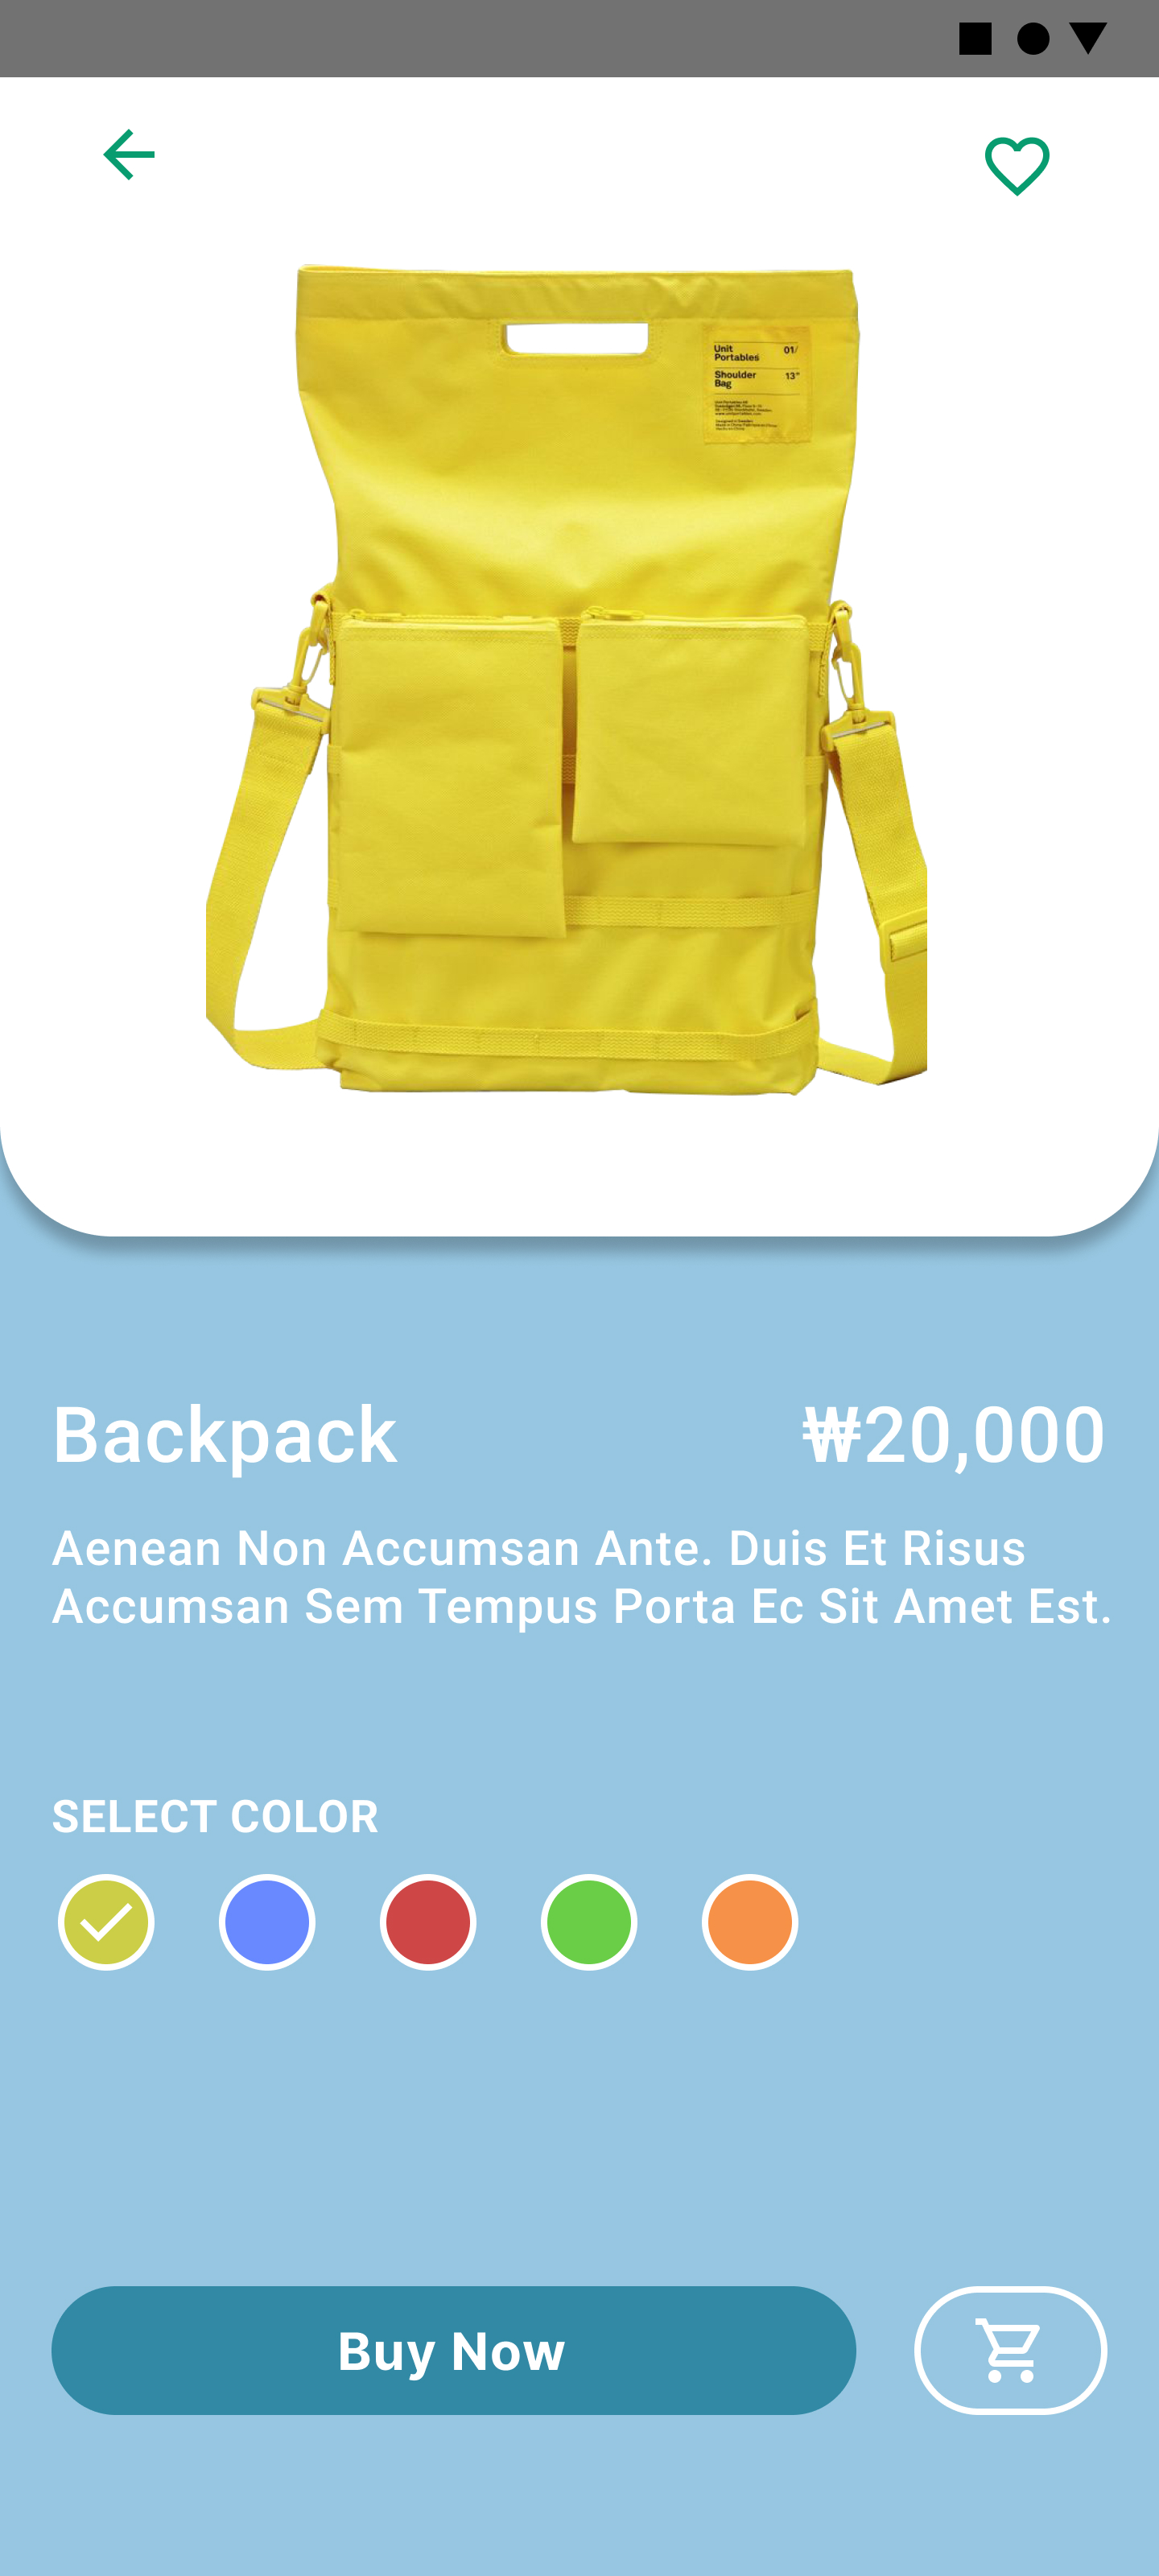 Unit
Portables
01/
Shoulder
Bag
13"
Backpack
₩20,000
Aenean Non Accumsan Ante. Duis Et Risus
Accumsan Sem Tempus Porta Ec Sit Amet Est.
SELECT COLOR
Buy Now